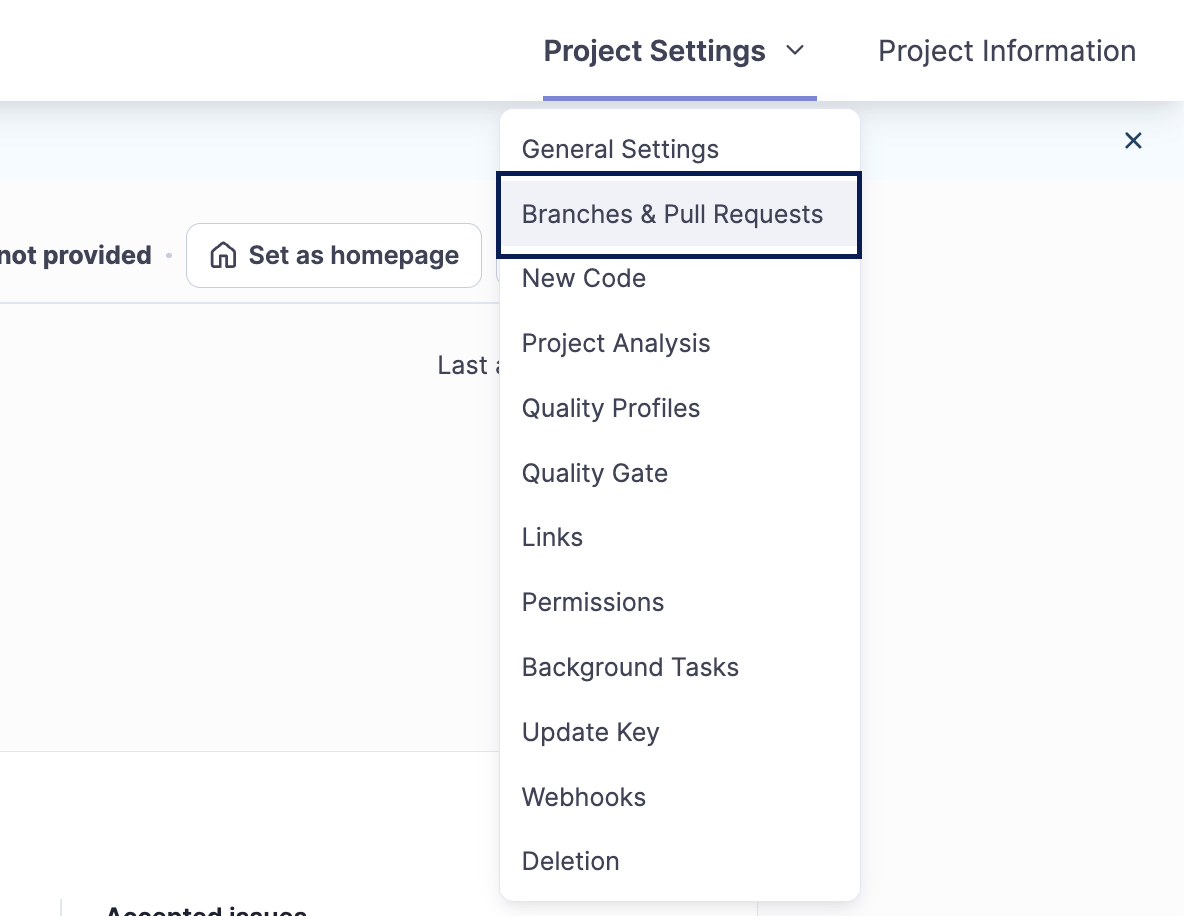 Project Settings
Project Information
General Settings
Branches & Pull Requests
not provided
Set as homepage
New Code
Project Analysis
Last
Quality Profiles
Quality Gate
Links
Permissions
Background Tasks
Update Key
Webhooks
Deletion
Accepted issues